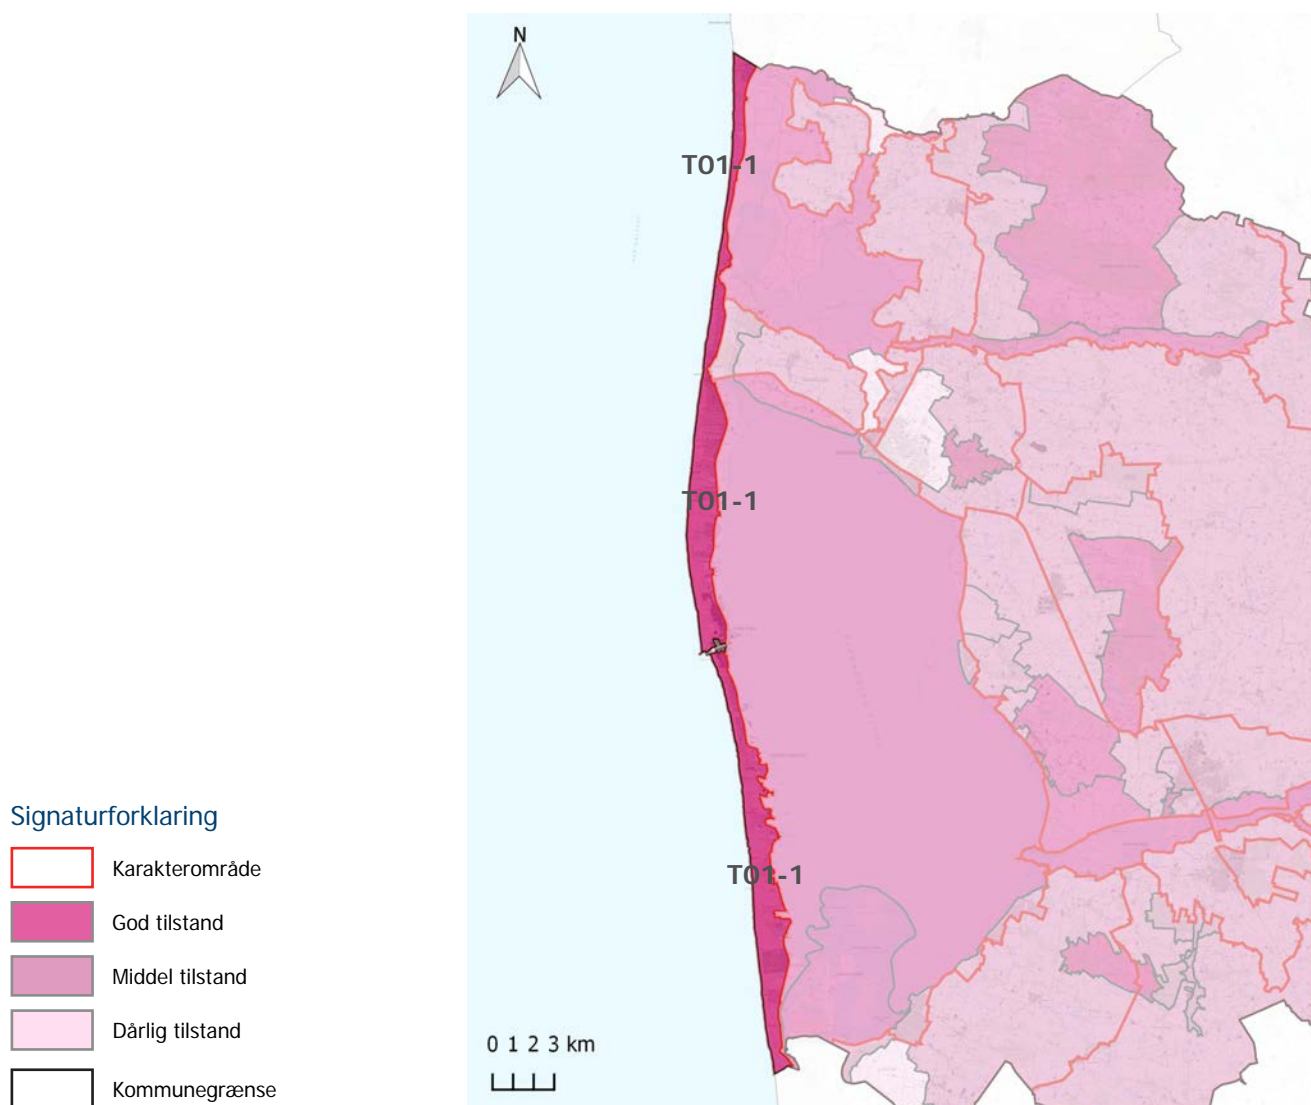 N
T01-1
T01-1
T01-1
Signaturforklaring
Karakterområde
God tilstand
Middel tilstand
Dårlig tilstand
Kommunegrænse
0 1 2 3 km